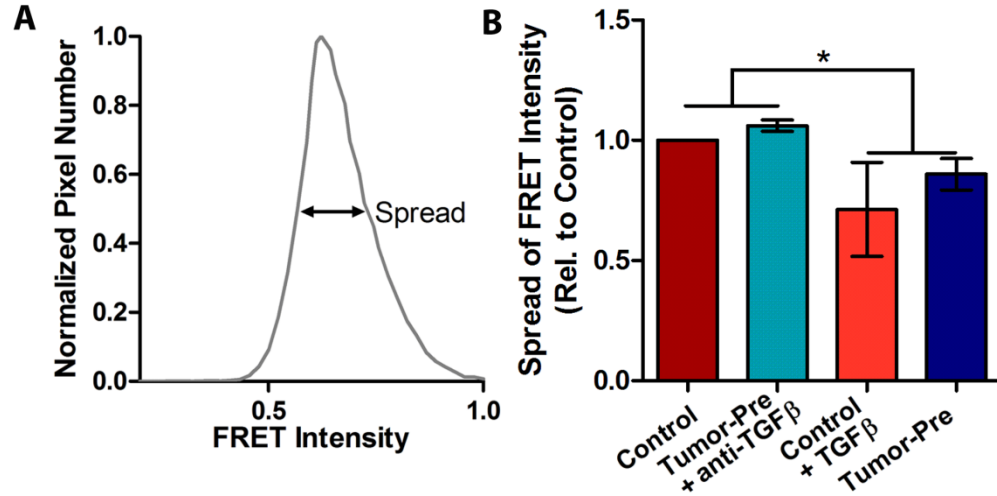 A
Normalized Pixel Number
1.0
0.8
0.6
0.4
0.2
0.0
Spread
0.5
1.0
FRET Intensity
B
Spread of FRET Intensity
(Rel. to Control)
1.5
1.0
0.5
0.0
*
Control
Tumor-Pre
+ anti-TGFβ
Control
+ TGFβ
Tumor-Pre